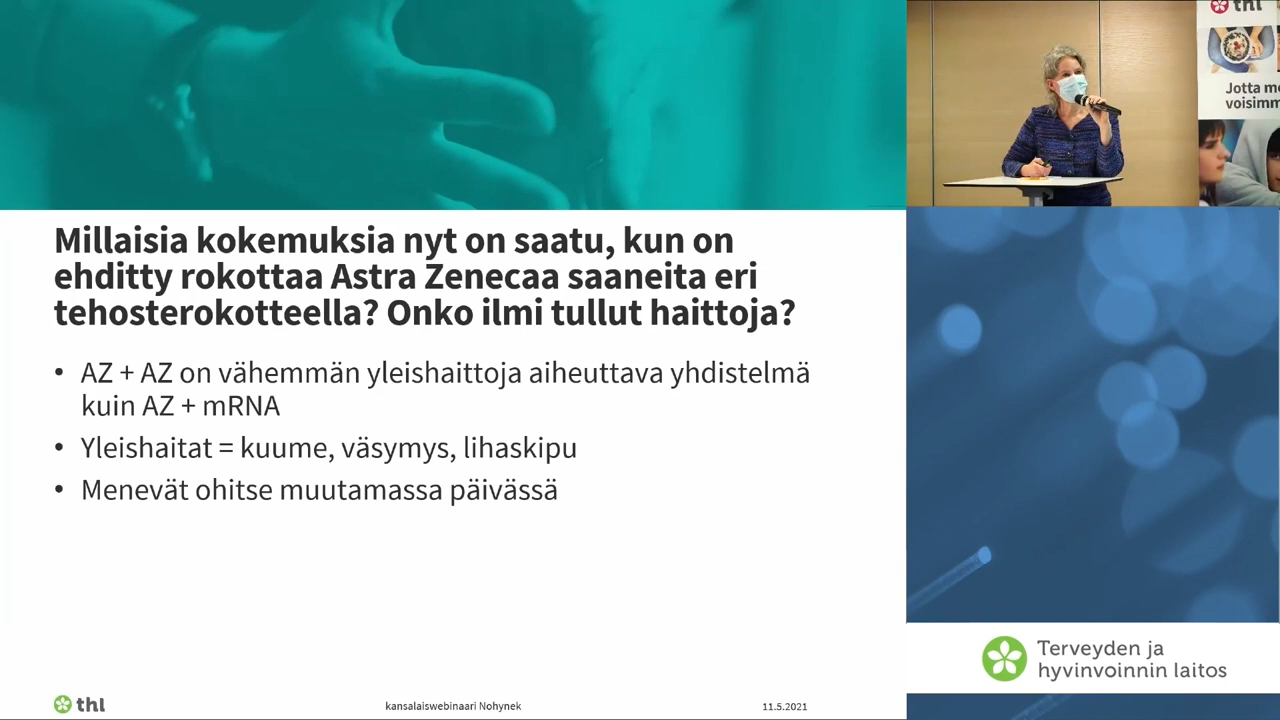 Millaisia kokemuksia nyt on saatu, kun on
ehditty rokottaa Astra Zenecaa saaneita eri
tehosterokotteella? Onko ilmi tullut haittoja?
• AZ + AZ on vähemmän yleishaittoja aiheuttava yhdistelmä
kuin AZ + mRNA
• Yleishaitat = kuume, väsymys, lihaskipu
• Menevät ohitse muutamassa päivässä
thl
kansalaiswebinaari Nohynek
11.5.2021
thl
Jotta
Terveyden ja
hyvinvoinnin laitos